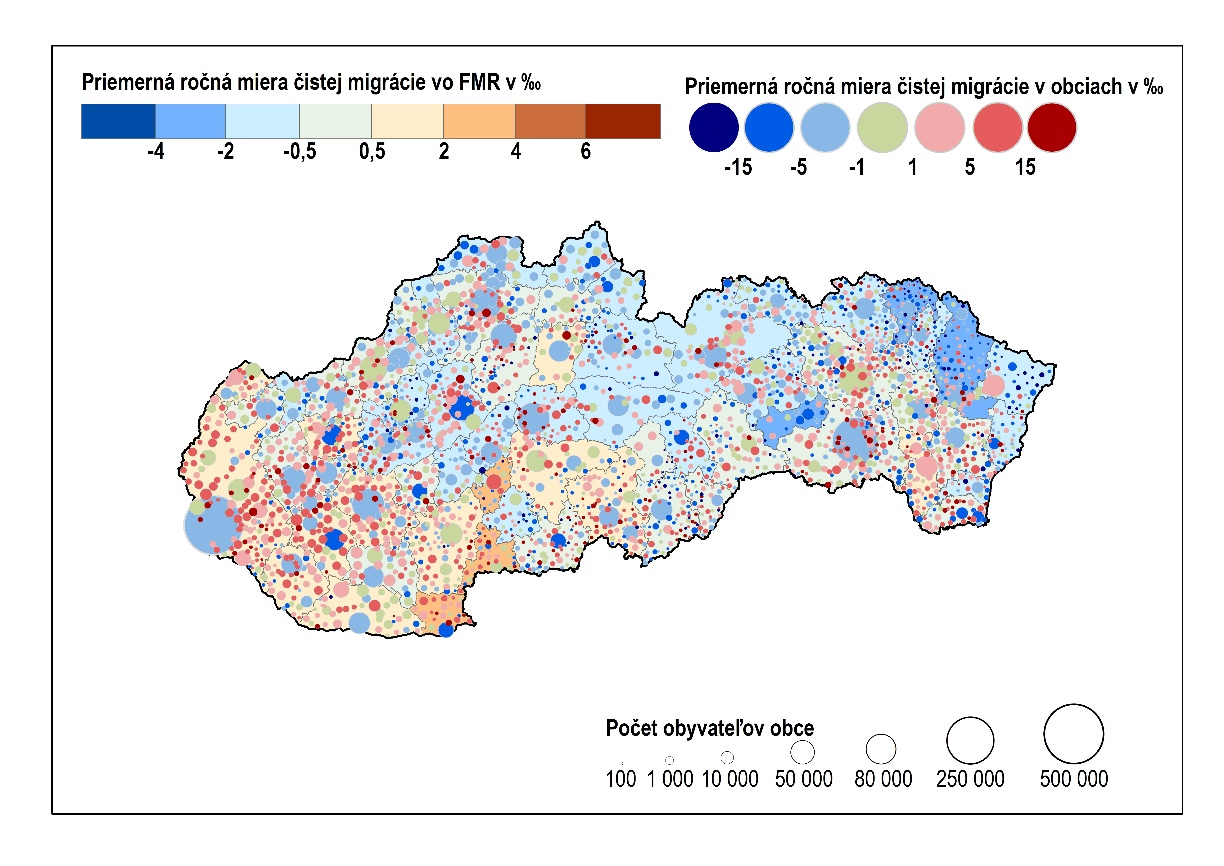 Priemerná ročná miera čistej migrácie vo FMR v ‰
-4 -2 -0,5 0,5 2 4 6
Priemerná ročná miera čistej migrácie v obciach v ‰
-15 -5 -1 1 5 15
Počet obyvateľov obce
100 1 000 10 000 50 000 80 000 250 000 500 000